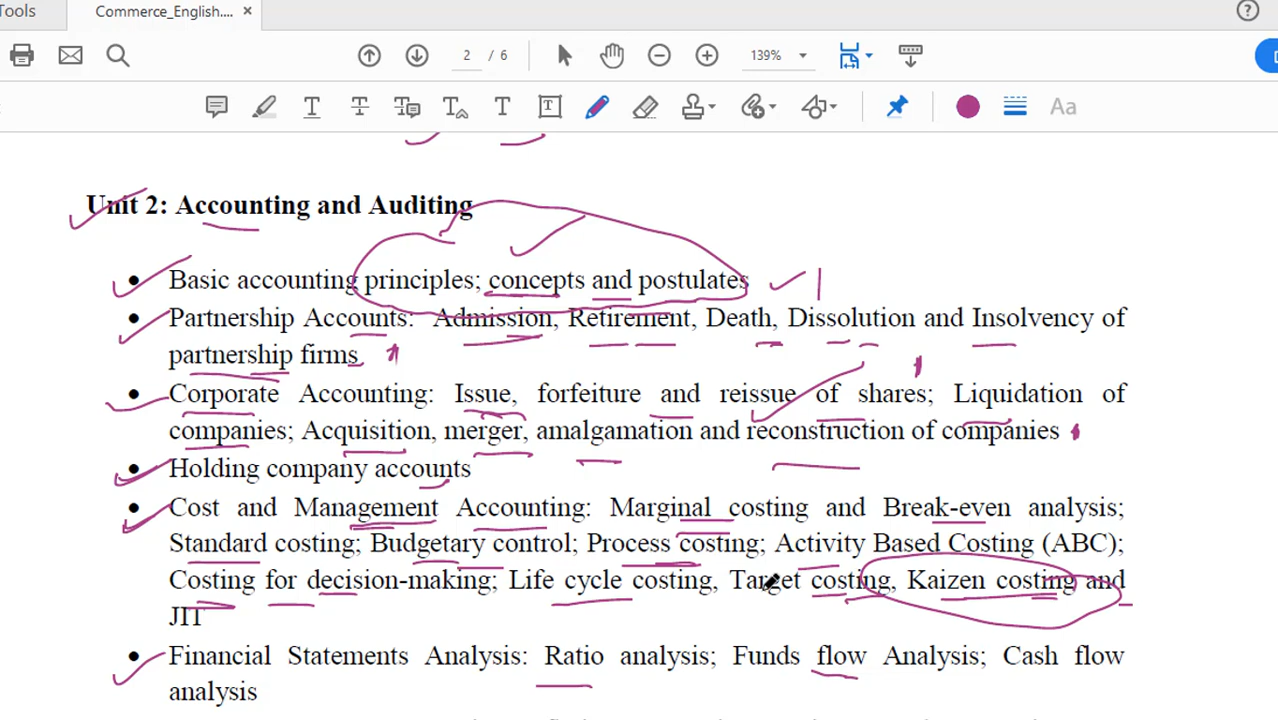 Tools
Commerce_English.... ×
2 / 6
139%
Aa
Unit 2: Accounting and Auditing
• Basic accounting principles; concepts and postulates
• Partnership Accounts: Admission, Retirement, Death, Dissolution and Insolvency of
partnership firms
• Corporate Accounting: Issue, forfeiture and reissue of shares; Liquidation of
companies; Acquisition, merger, amalgamation and reconstruction of companies
• Holding company accounts
• Cost and Management Accounting: Marginal costing and Break-even analysis;
Standard costing; Budgetary control; Process costing; Activity Based Costing (ABC);
Costing for decision-making; Life cycle costing, Target costing, Kaizen costing and
JIT
• Financial Statements Analysis: Ratio analysis; Funds flow Analysis; Cash flow
analysis